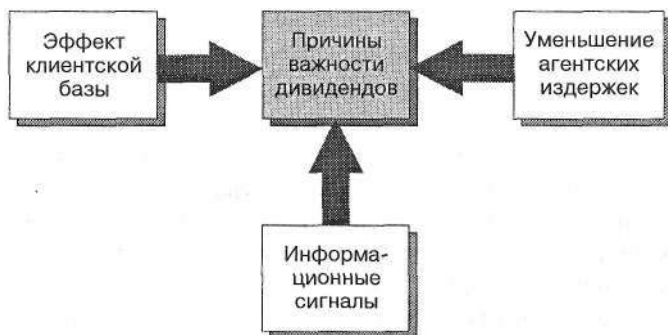 Эффект
клиентской
базы
Причины
важности
дивидендов
Уменьшение
агентских
издержек
Информа-
ционные
сигналы